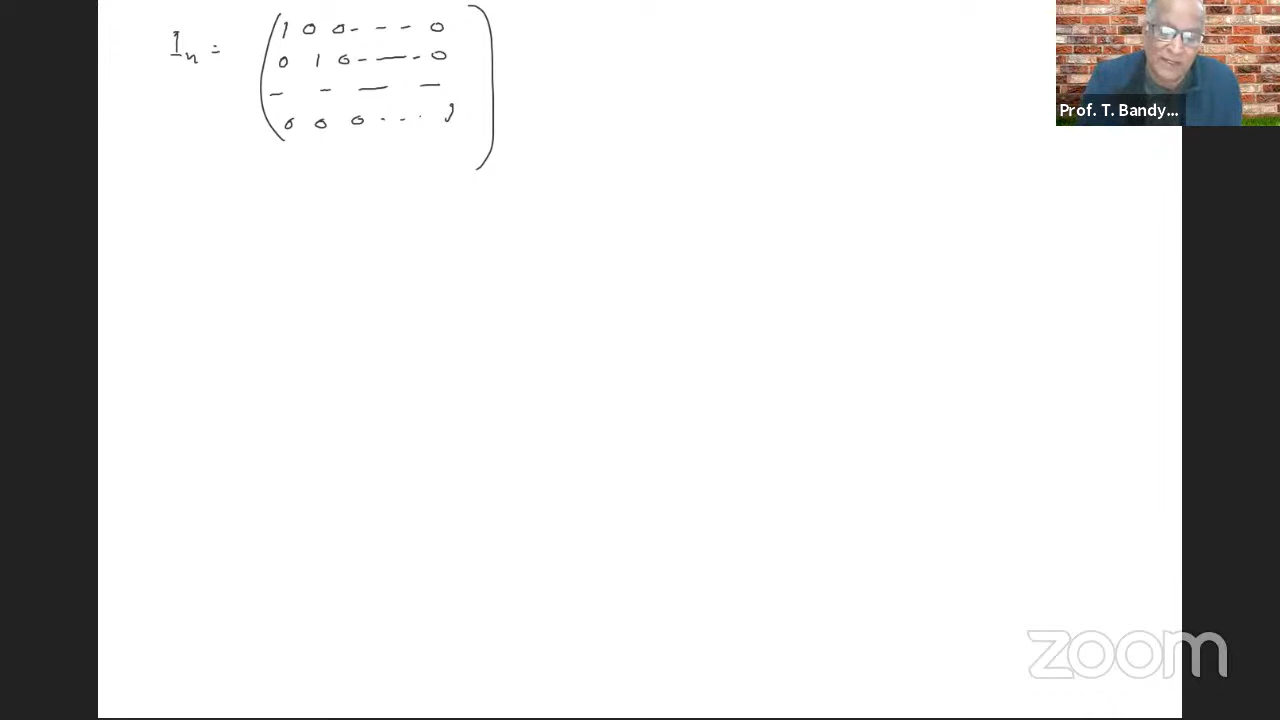 1 0 0 - - - 0
I_n = 0 1 0 - — - 0
- - — —
0 0 0 . . . 1
Prof. T. Bandy...
zoom